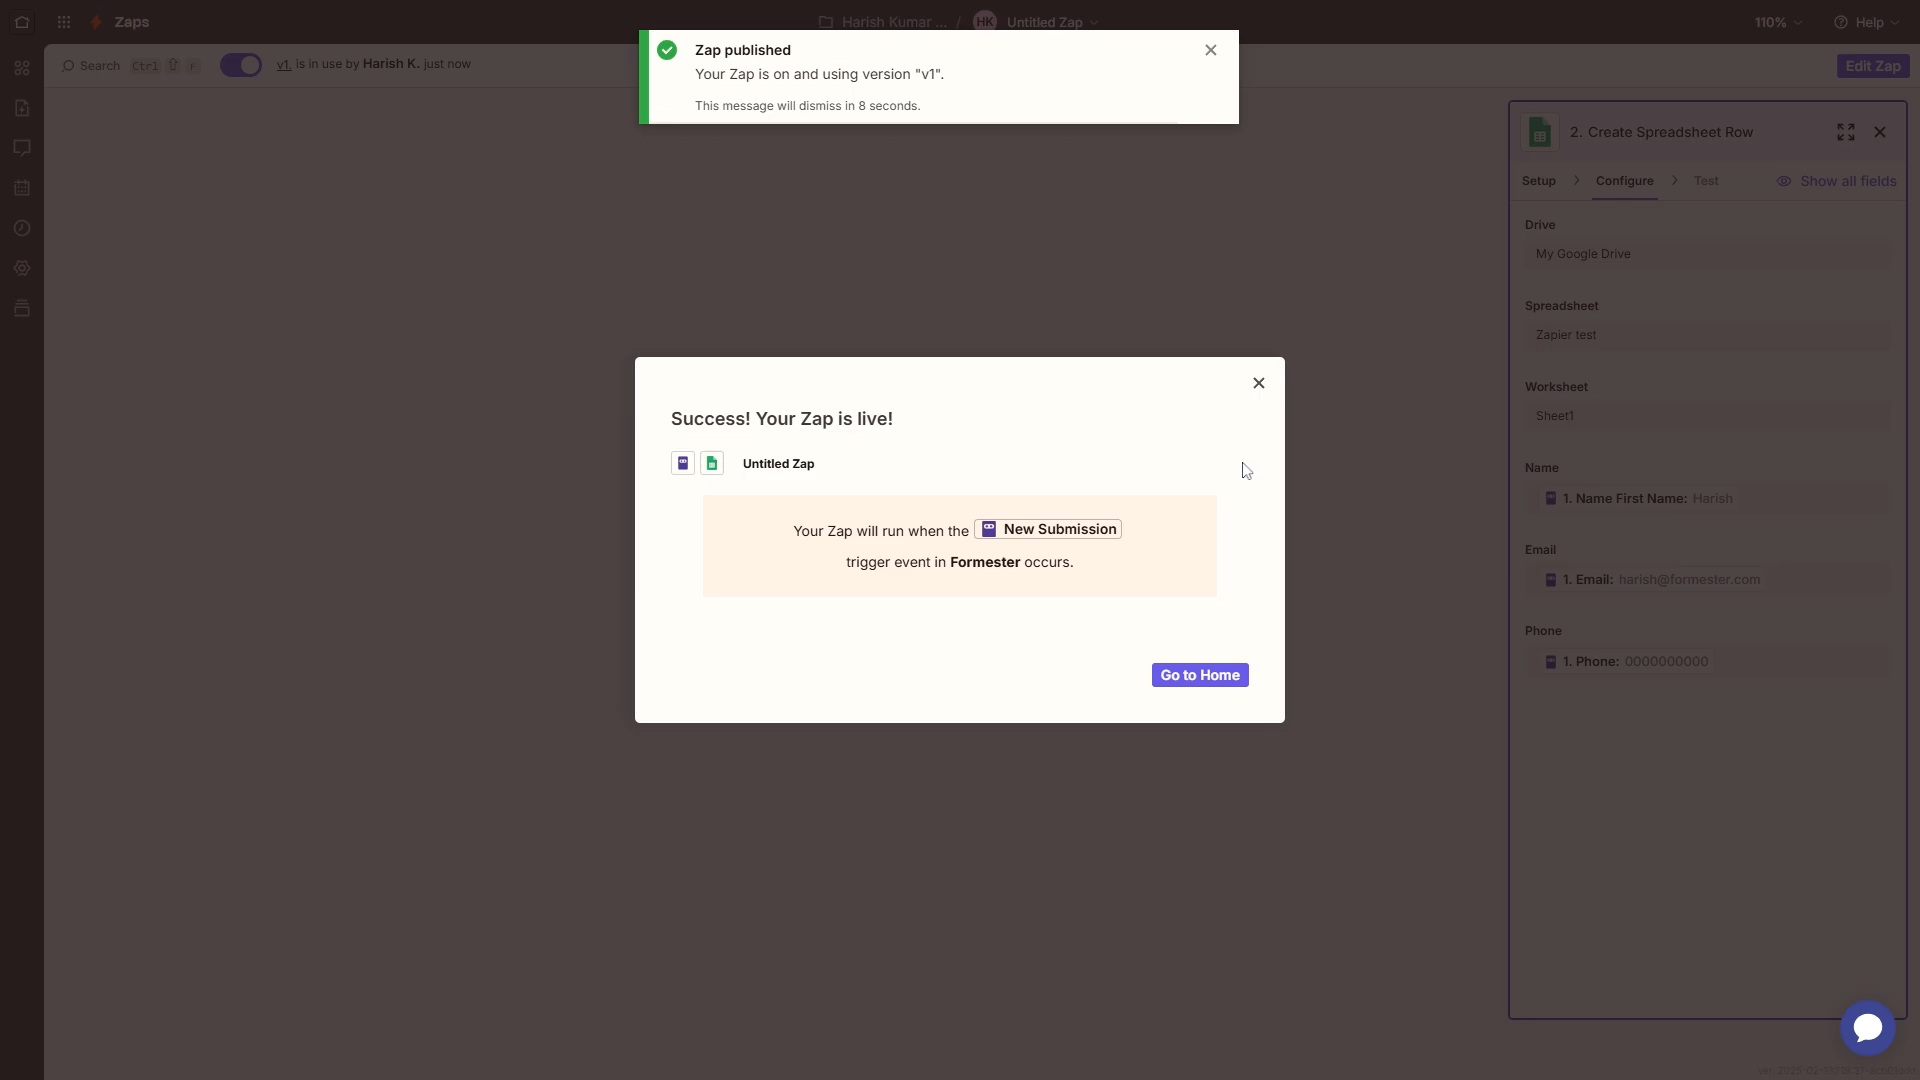 Zaps
Harish Kumar ... / HK Untitled Zap
110%
Help
Search Ctrl
v1. is in use by Harish K. just now
Edit Zap
Zap published
Your Zap is on and using version "v1".
This message will dismiss in 8 seconds.
Success! Your Zap is live!
Untitled Zap
Your Zap will run when the New Submission
trigger event in Formester occurs.
Go to Home
2. Create Spreadsheet Row
Setup
Configure
Test
Show all fields
Drive
My Google Drive
Spreadsheet
Zapier test
Worksheet
Sheet1
Name
1. Name First Name: Harish
Email
1. Email: harish@formester.com
Phone
1. Phone: 0000000000